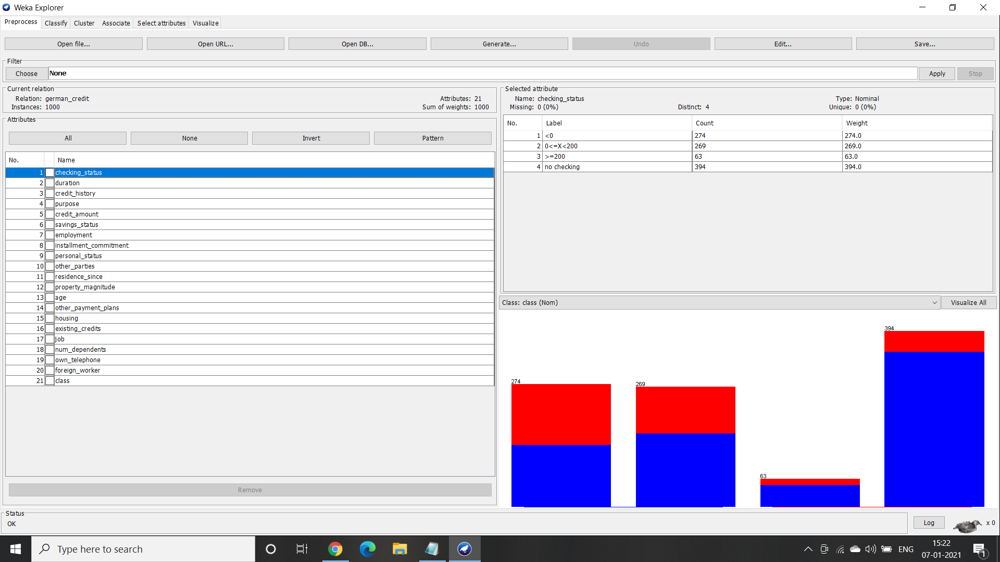 Weka Explorer
Preprocess Classify Cluster Associate Select attributes Visualize
Open file... Open URL... Open DB... Generate... Undo Edit... Save...
Filter
Choose None Apply Stop
Current relation
Relation: german_credit Attributes: 21
Instances: 1000 Sum of weights: 1000
Attributes
All None Invert Pattern
No. Name
1 checking_status
2 duration
3 credit_history
4 purpose
5 credit_amount
6 savings_status
7 employment
8 installment_commitment
9 personal_status
10 other_parties
11 residence_since
12 property_magnitude
13 age
14 other_payment_plans
15 housing
16 existing_credits
17 job
18 num_dependents
19 own_telephone
20 foreign_worker
21 class
Remove
Selected attribute
Name: checking_status Type: Nominal
Missing: 0 (0%) Distinct: 4 Unique: 0 (0%)
No. Label Count Weight
1 <0 274 274.0
2 0<=X<200 269 269.0
3 >=200 63 63.0
4 no checking 394 394.0
Class: class (Nom) Visualize All
274
269
63
394
Status
OK
Log x 0
Type here to search
ENG
15:22
07-01-2021
1